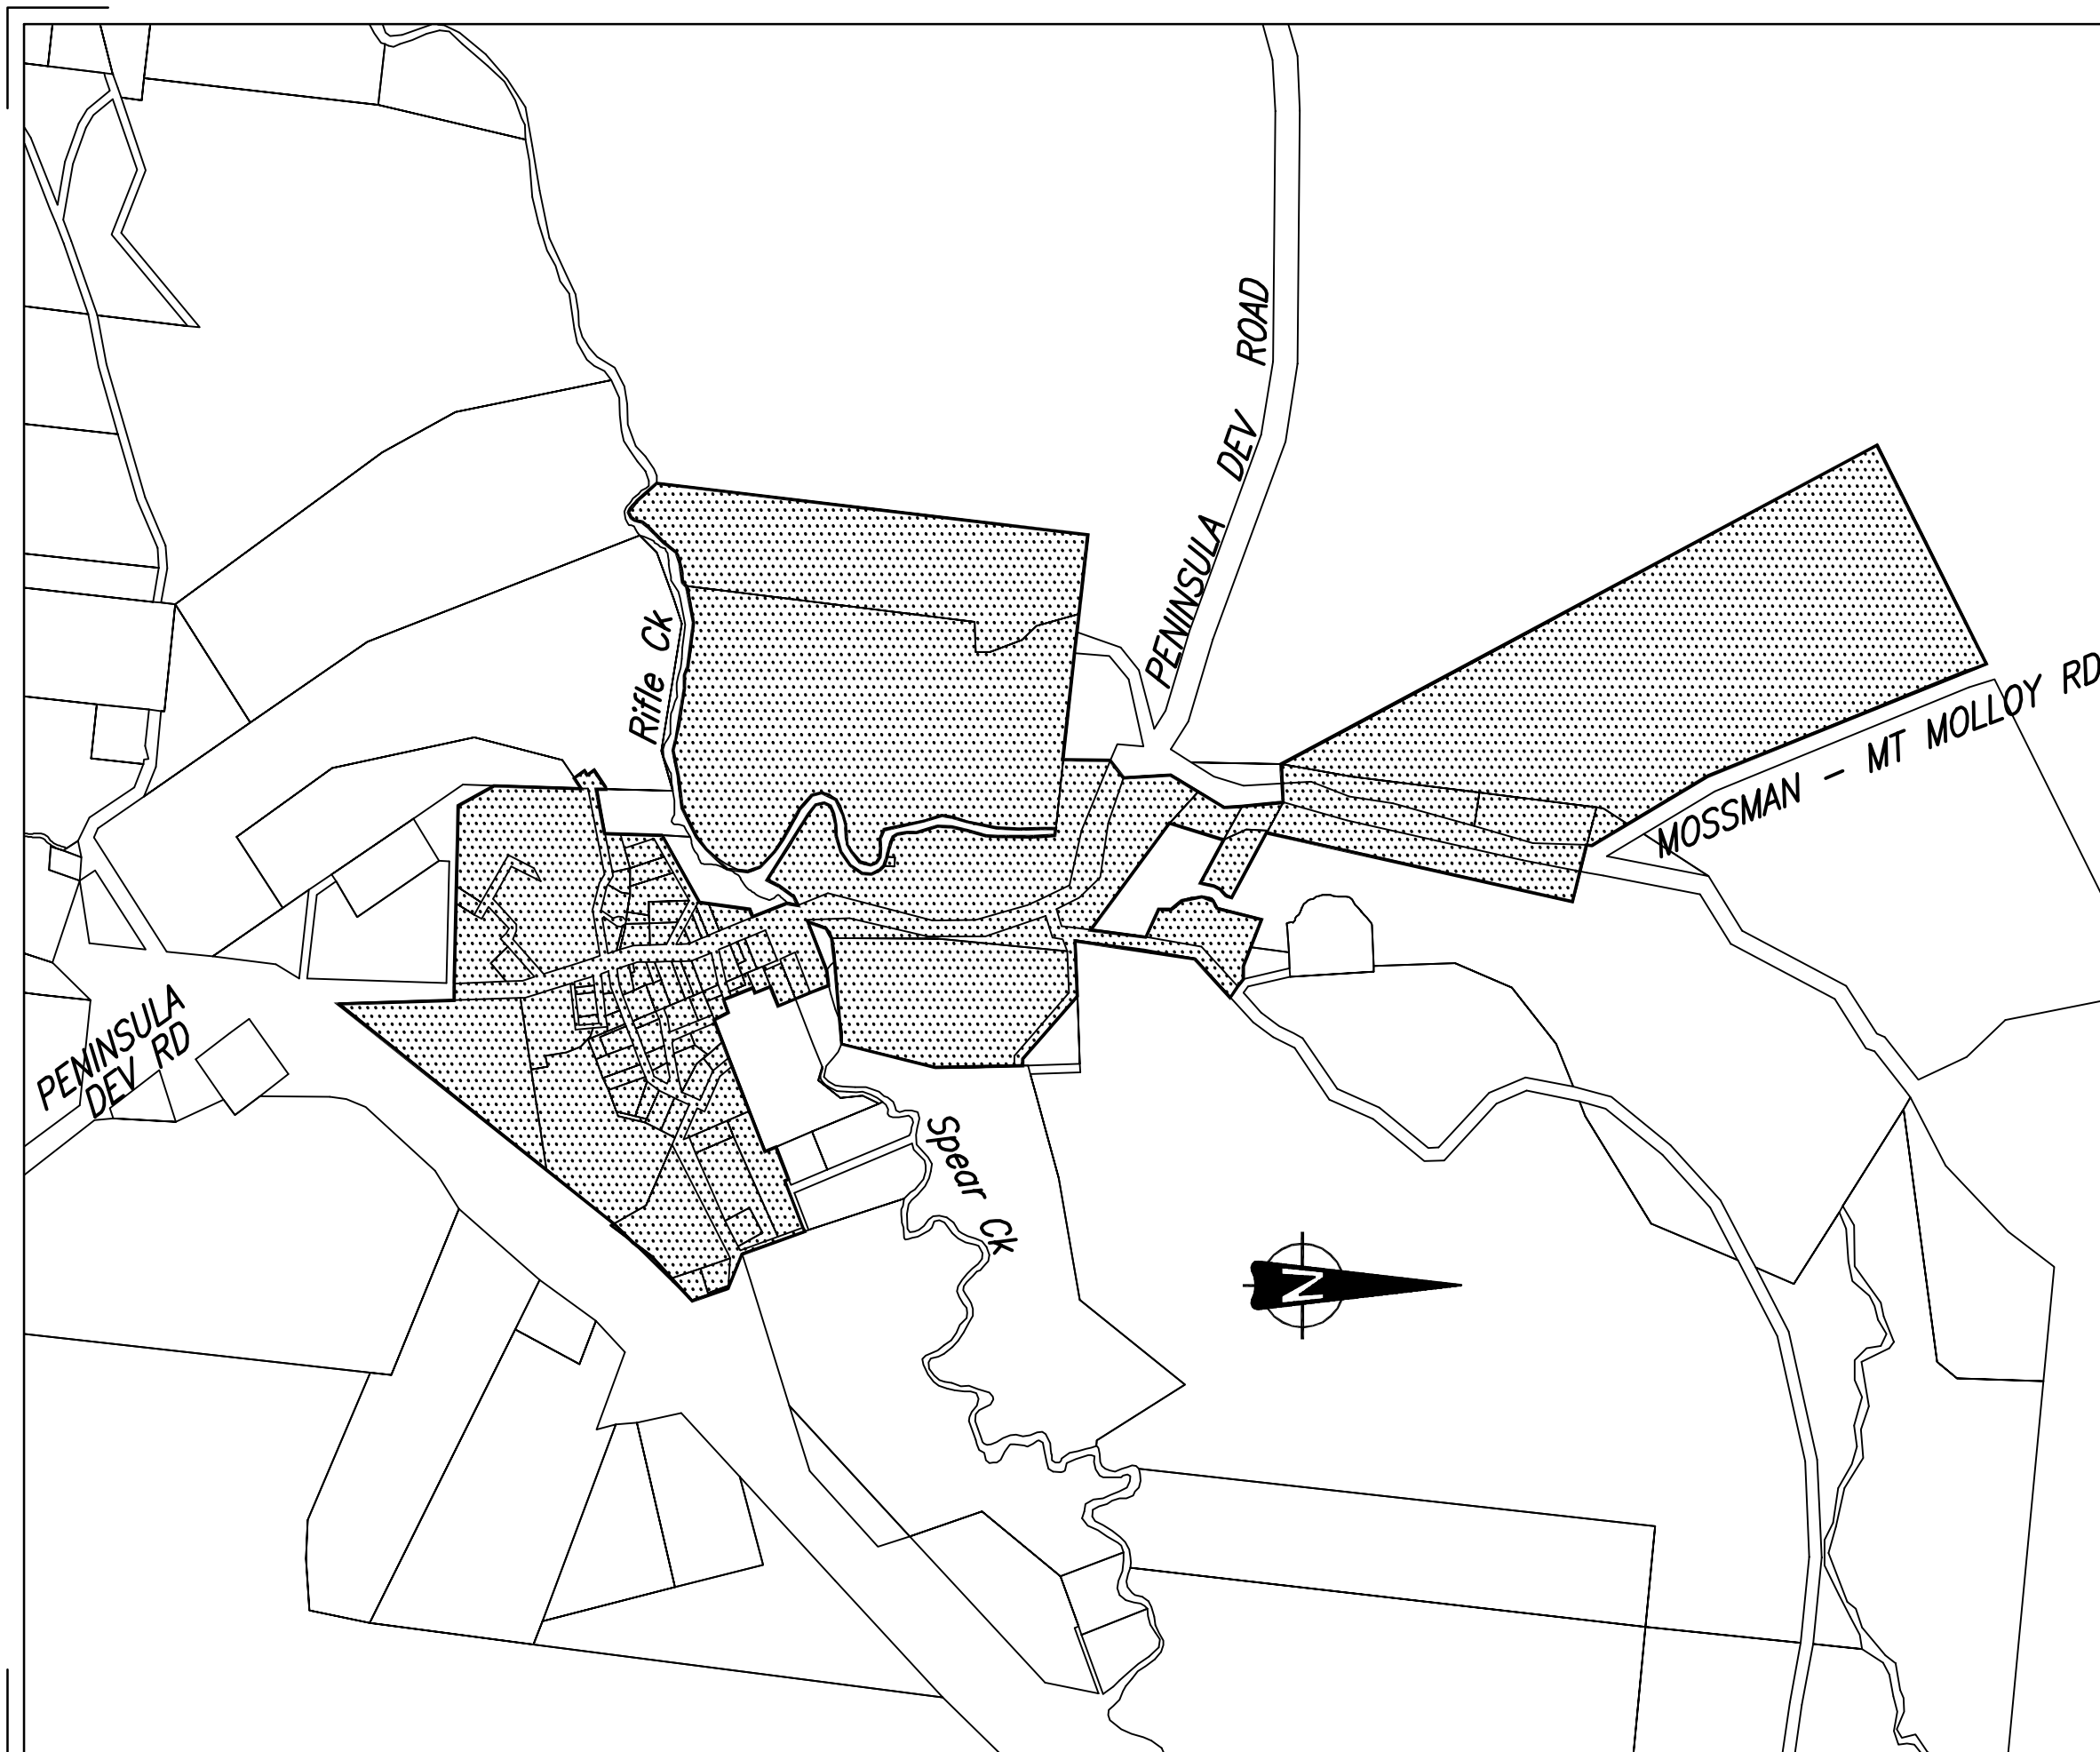 PENINSULA DEV ROAD
Rifle Ck
MOSSMAN – MT MOLLOY RD
PENINSULA
DEV RD
Spear Ck
N